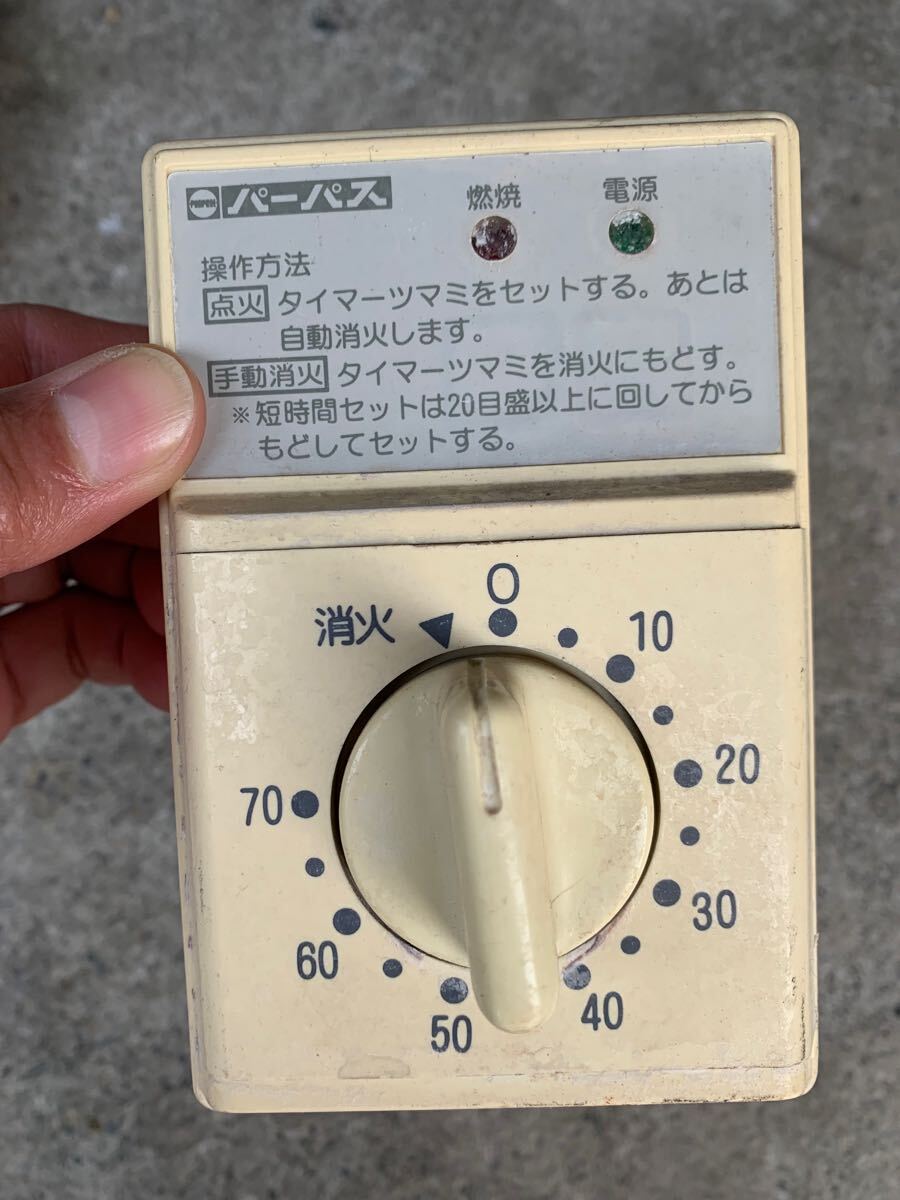 PURPOSE パーパス
燃焼 電源
操作方法
点火 タイマーツマミをセットする。あとは
自動消火します。
手動消火 タイマーツマミを消火にもどす。
※短時間セットは20目盛以上に回してから
もどしてセットする。
消火
0
10
20
30
40
50
60
70